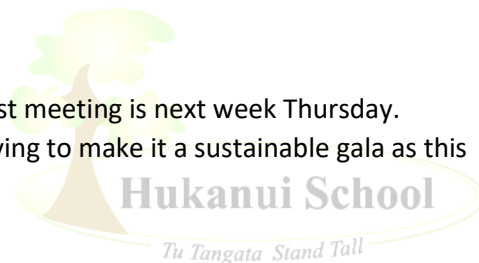 st meeting is next week Thursday.
ying to make it a sustainable gala as this
Hukanui School
Tu Tangata Stand Tall